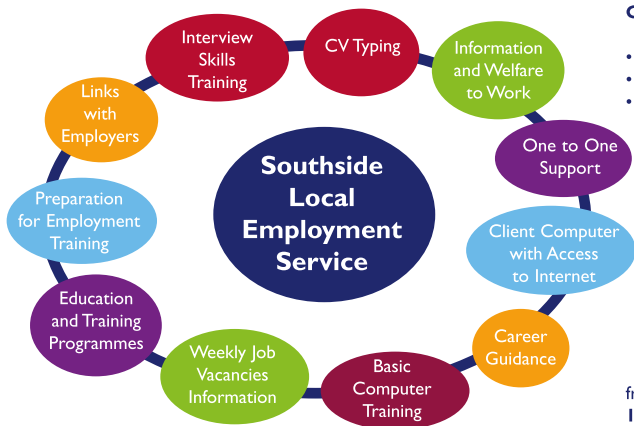 Interview
Skills
Training
CV Typing
Information
and Welfare
to Work
One to One
Support
Client Computer
with Access
to Internet
Career
Guidance
Basic
Computer
Training
Weekly Job
Vacancies
Information
Education
and Training
Programmes
Preparation
for Employment
Training
Links
with
Employers
Southside
Local
Employment
Service